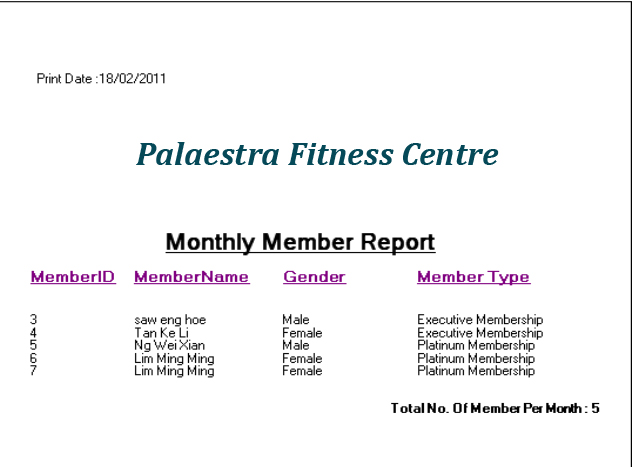 Print Date :18/02/2011
Palaestra Fitness Centre
Monthly Member Report
MemberID MemberName Gender Member Type
3 saw eng hoe Male Executive Membership
4 Tan Ke Li Female Executive Membership
5 Ng Wei Xian Male Platinum Membership
6 Lim Ming Ming Female Platinum Membership
7 Lim Ming Ming Female Platinum Membership
Total No. Of Member Per Month : 5